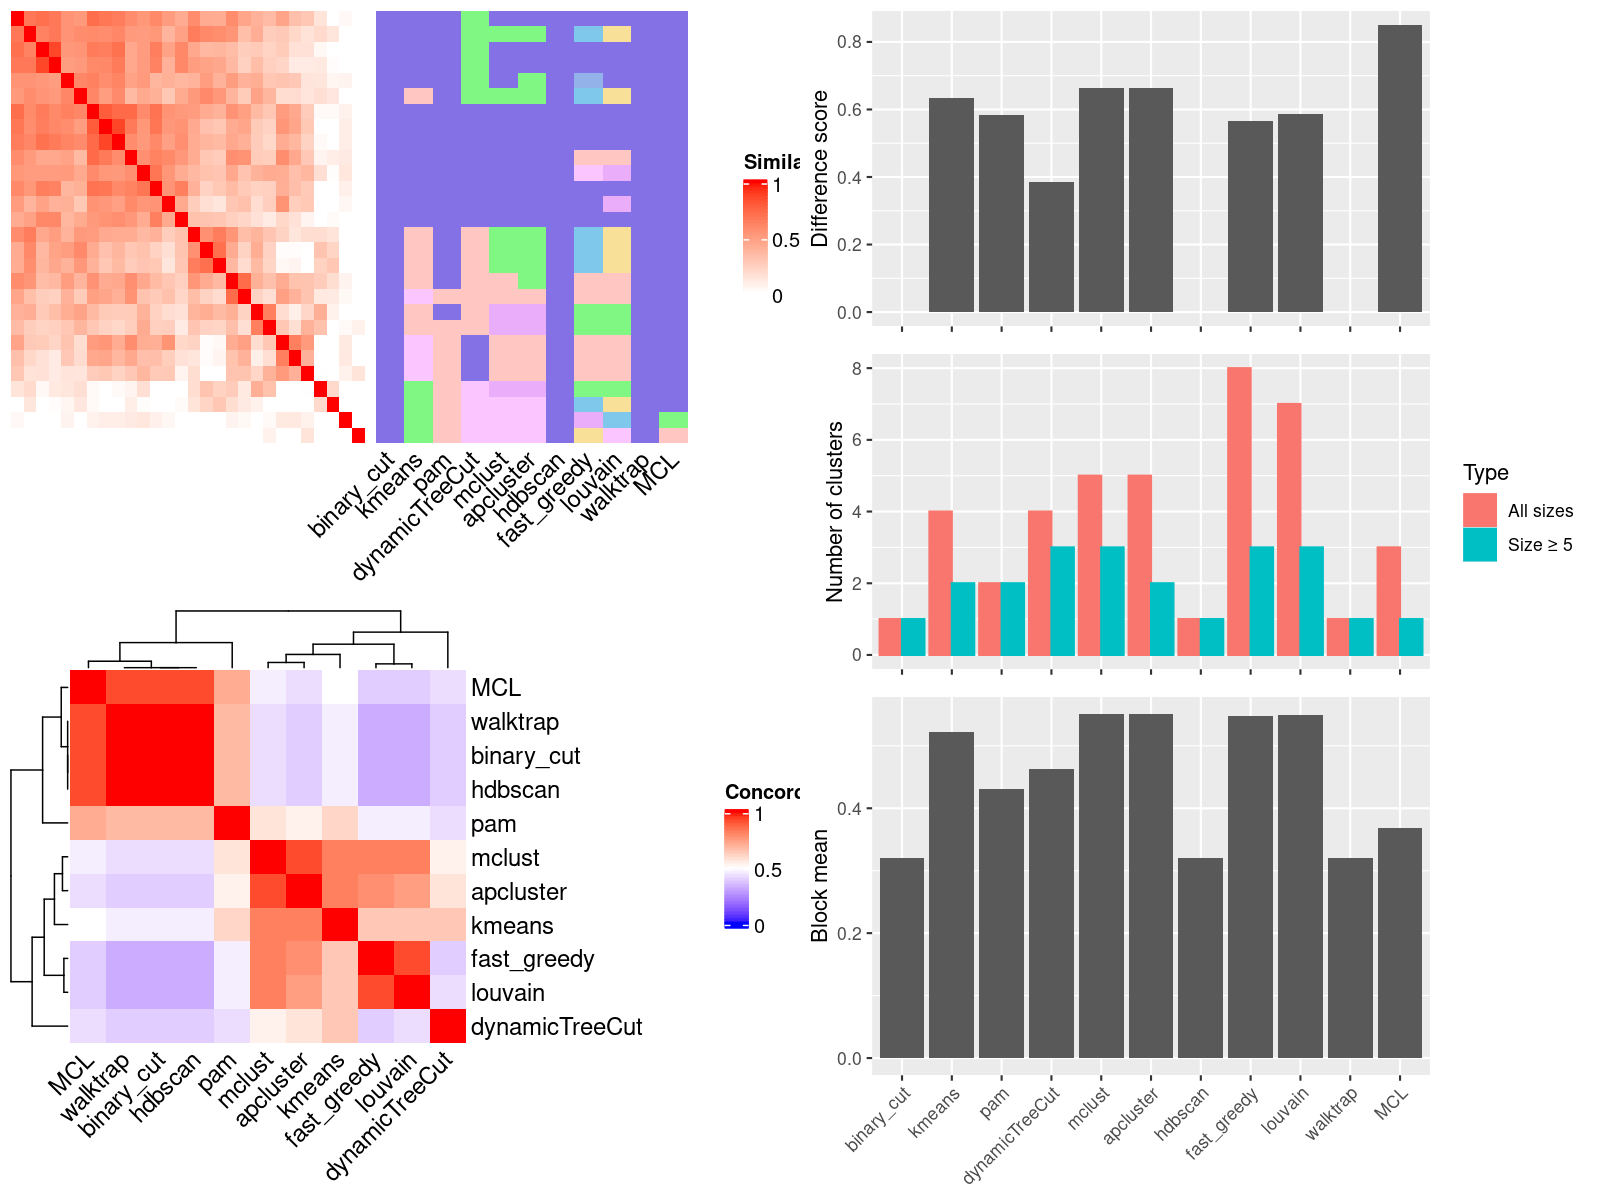 Simila
1
0.5
0
binary_cut
kmeans
pam
dynamicTreeCut
mclust
apcluster
hdbscan
fast_greedy
louvain
walktrap
MCL
MCL
walktrap
binary_cut
hdbscan
pam
mclust
apcluster
kmeans
fast_greedy
louvain
dynamicTreeCut
MCL
walktrap
binary_cut
hdbscan
pam
mclust
apcluster
kmeans
fast_greedy
louvain
dynamicTreeCut
Concord
1
0.5
0
Difference score
0.8
0.6
0.4
0.2
0.0
Number of clusters
8
6
4
2
0
Type
All sizes
Size ≥ 5
Block mean
0.4
0.2
0.0
binary_cut
kmeans
pam
dynamicTreeCut
mclust
apcluster
hdbscan
fast_greedy
louvain
walktrap
MCL